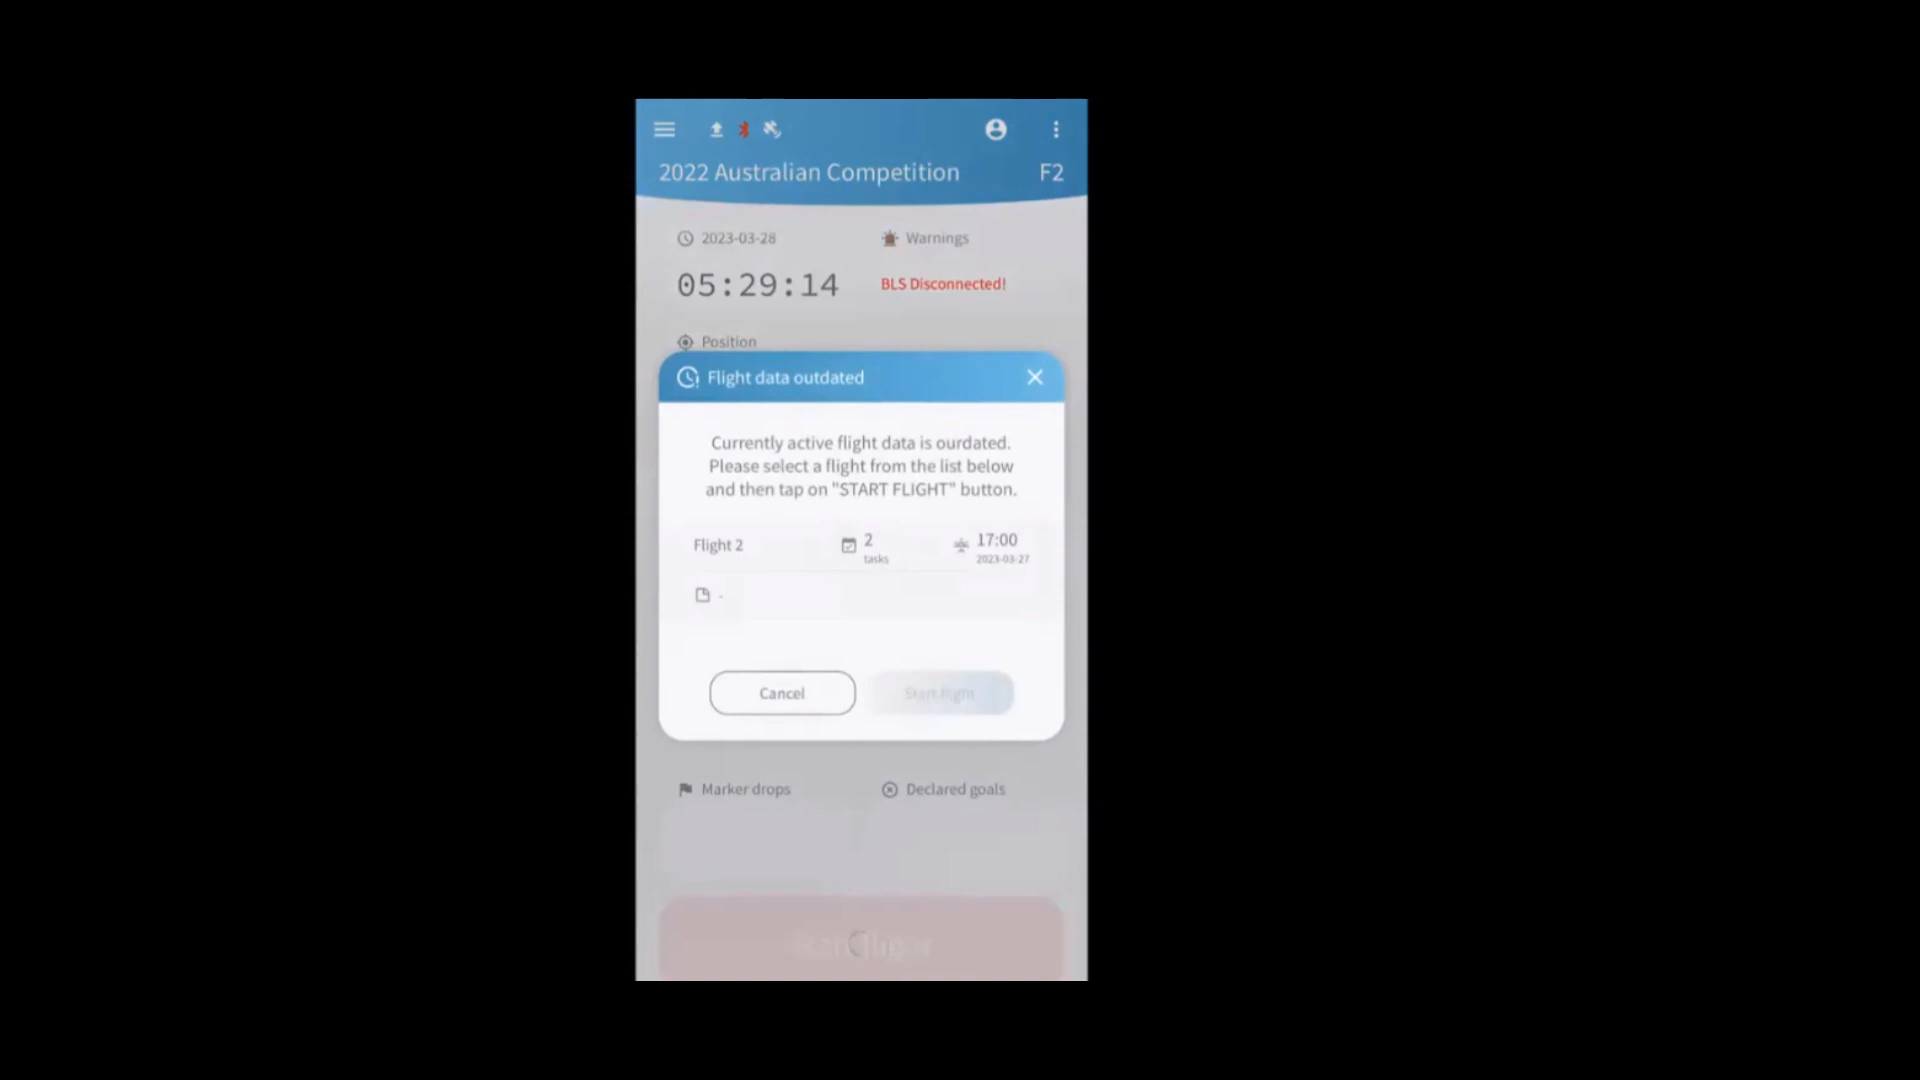 2022 Australian Competition F2
2023-03-28 Warnings
05:29:14 BLS Disconnected!
Position
Flight data outdated
Currently active flight data is ourdated.
Please select a flight from the list below
and then tap on "START FLIGHT" button.
Flight 2 2 tasks 17:00 2023-03-27
-
Cancel Start flight
Marker drops Declared goals